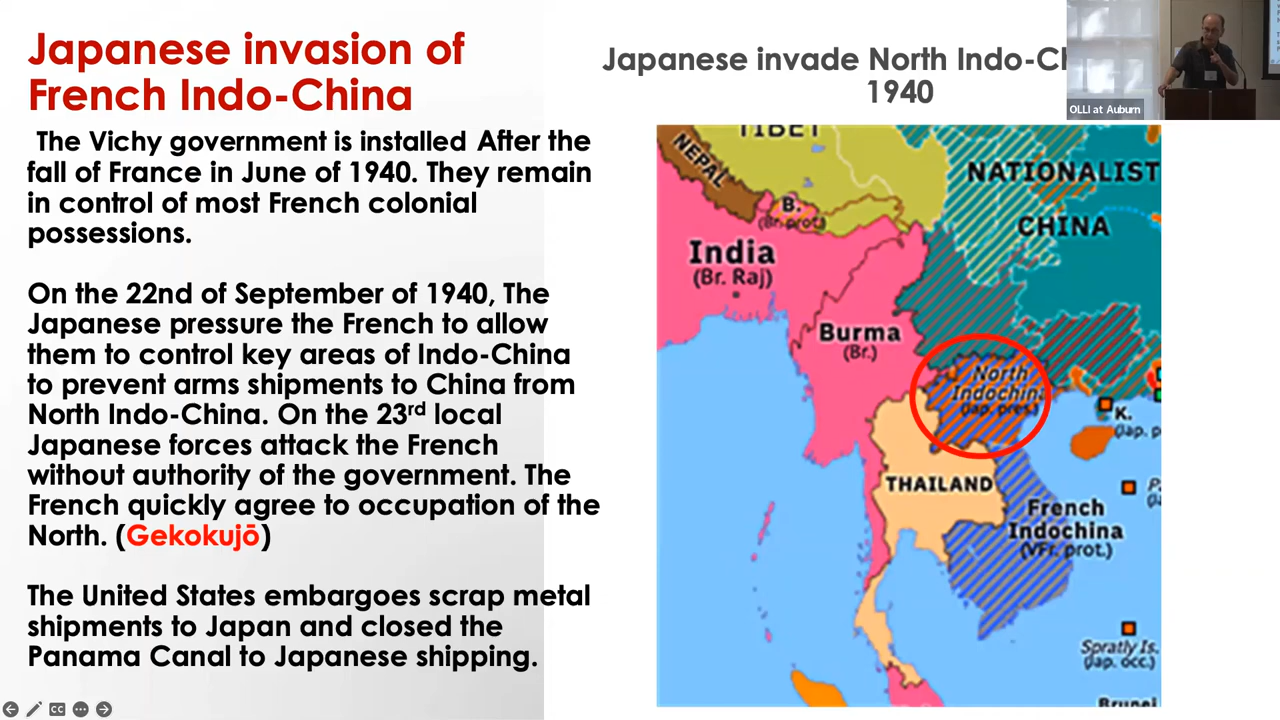 Japanese invasion of
French Indo-China
The Vichy government is installed After the
fall of France in June of 1940. They remain
in control of most French colonial
possessions.
On the 22nd of September of 1940, The
Japanese pressure the French to allow
them to control key areas of Indo-China
to prevent arms shipments to China from
North Indo-China. On the 23rd local
Japanese forces attack the French
without authority of the government. The
French quickly agree to occupation of the
North. (Gekokujō)
The United States embargoes scrap metal
shipments to Japan and closed the
Panama Canal to Japanese shipping.
Japanese invade North Indo-Ch
1940
OLLI at Auburn
TIBET
NEPAL
B.
(Br. prot.)
NATIONALIST
CHINA
India
(Br. Raj)
Burma
(Br.)
North
Indochina
(Jap. pres.)
K.
(Jap. p
THAILAND
P
French
Indochina
(VFr. prot.)
Spratly Is.
(Jap. occ.)
Brunei
CC